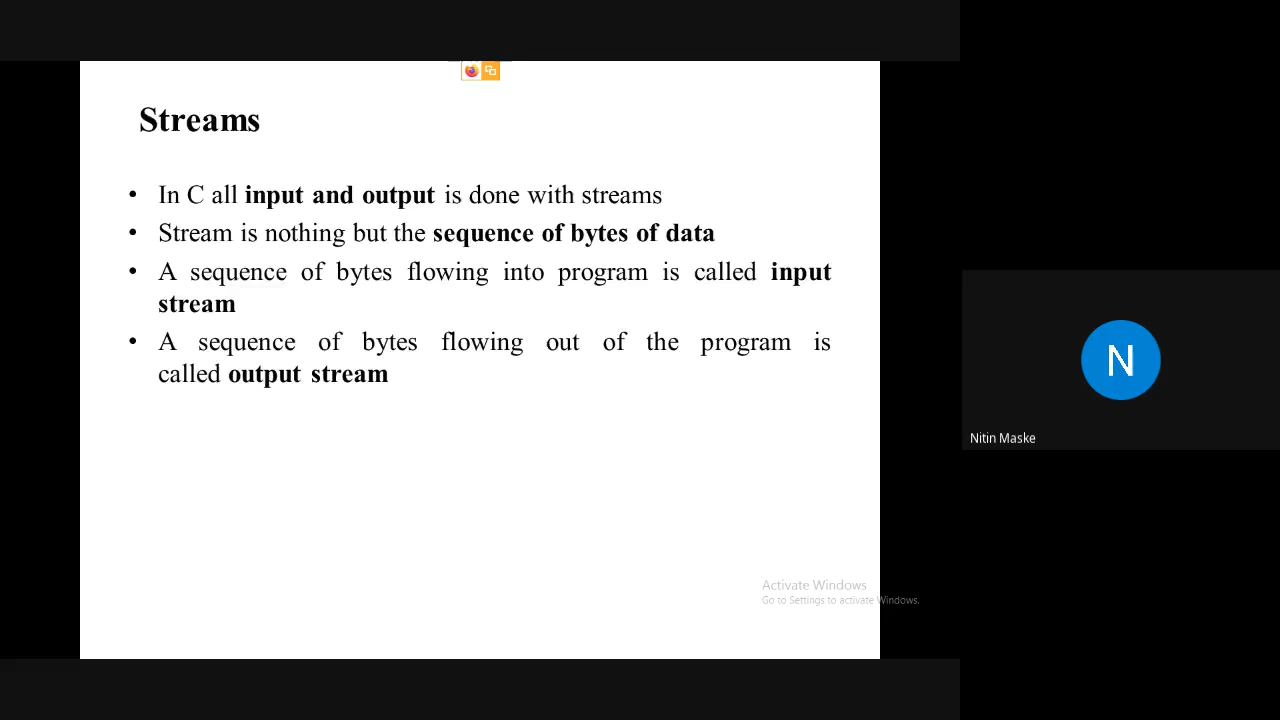 Streams
• In C all input and output is done with streams
• Stream is nothing but the sequence of bytes of data
• A sequence of bytes flowing into program is called input
stream
• A sequence of bytes flowing out of the program is
called output stream
N
Nitin Maske
Activate Windows
Go to Settings to activate Windows.